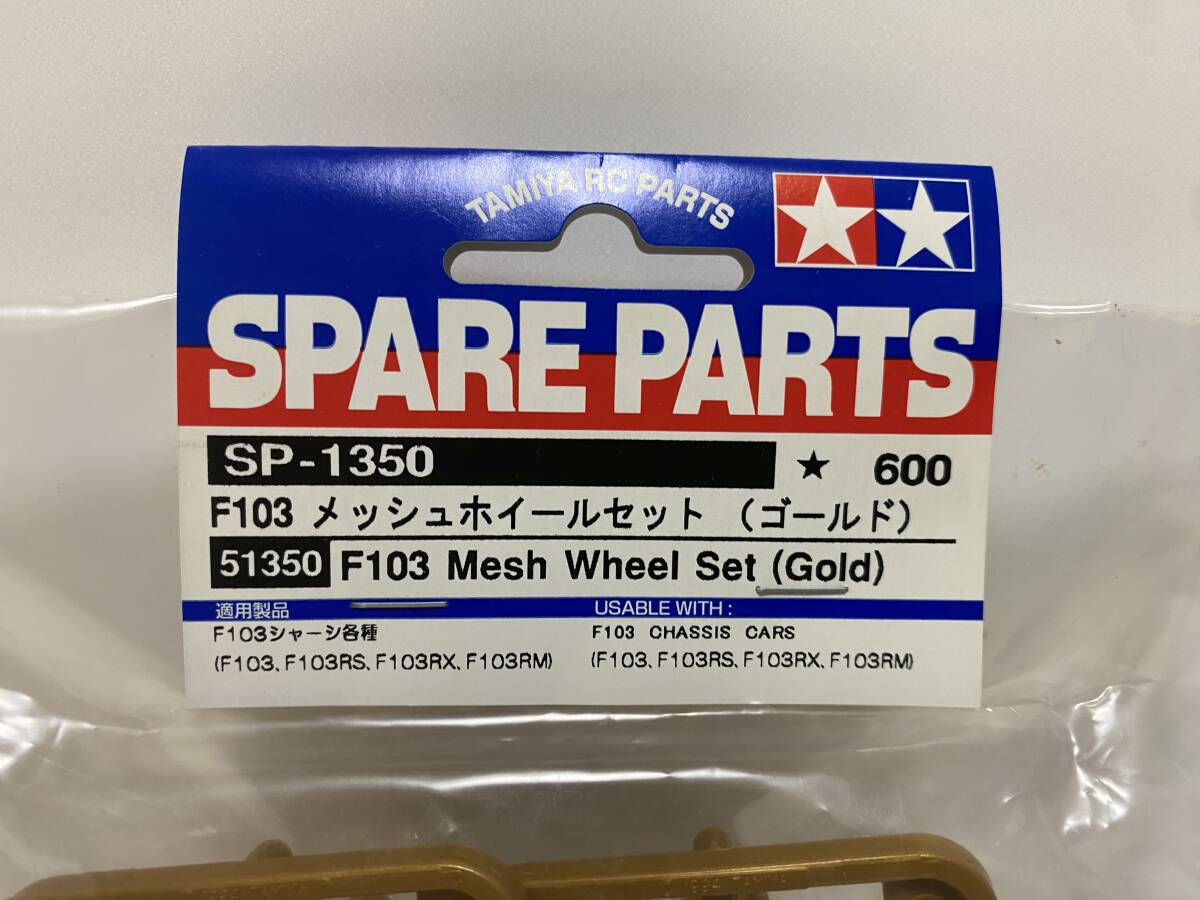 TAMIYA RC PARTS
SPARE PARTS
SP-1350 ★ 600
F103 メッシュホイールセット （ゴールド）
51350 F103 Mesh Wheel Set (Gold)
適用製品
F103シャーシ各種
(F103、F103RS、F103RX、F103RM)
USABLE WITH :
F103 CHASSIS CARS
(F103、F103RS、F103RX、F103RM)